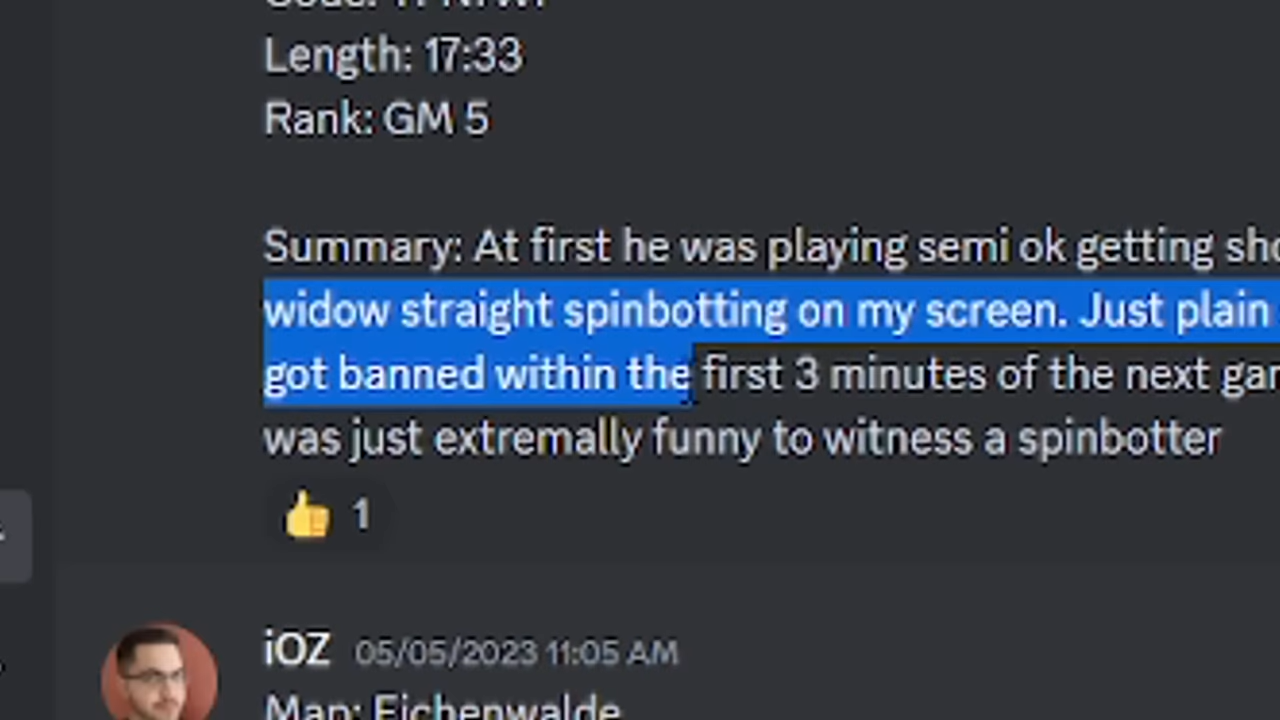 Length: 17:33
Rank: GM 5
Summary: At first he was playing semi ok getting
widow straight spinbotting on my screen. Just plain
got banned within the first 3 minutes of the next
was just extremally funny to witness a spinbotter
1
iOZ 05/05/2023 11:05 AM
Map: Eichenwalde